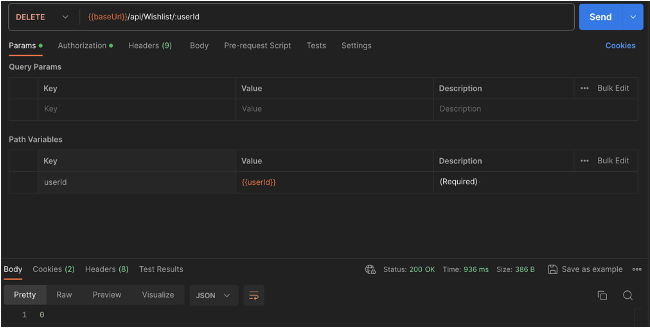 DELETE {{baseUrl}}/api/Wishlist/:userId Send
Params Authorization Headers (9) Body Pre-request Script Tests Settings Cookies
Query Params
Key Value Description ••• Bulk Edit
Key Value Description
Path Variables
Key Value Description ••• Bulk Edit
userId {{userId}} (Required)
Body Cookies (2) Headers (8) Test Results Status: 200 OK Time: 936 ms Size: 386 B Save as example •••
Pretty Raw Preview Visualize JSON
1 0